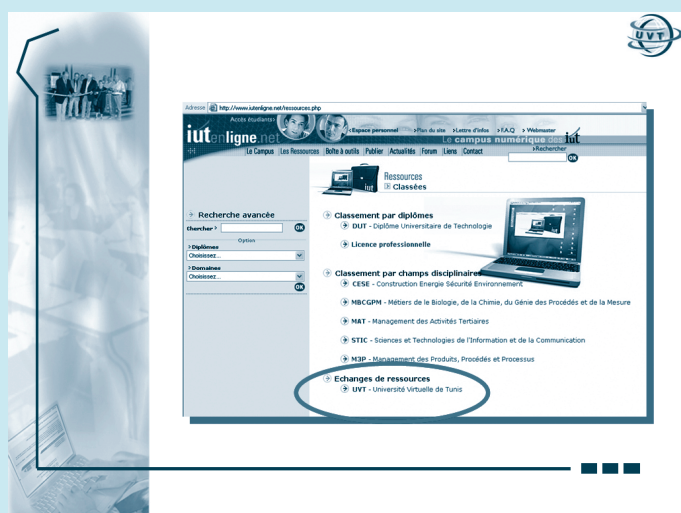 UVT
Adresse http://www.iutenligne.net/ressources.php
Accès étudiants
iutenligne.net
>Espace personnel >Plan du site >Lettre d'infos >F.A.Q >Webmaster
Le campus numérique des iut
Le Campus Les Ressources Boîte à outils Publier Actualités Forum Liens Contact
>Rechercher
OK
iut
Ressources
Classées
Recherche avancée
Chercher >
OK
Option
>Diplômes
Choisissez...
>Domaines
Choisissez...
OK
Classement par diplômes
DUT - Diplôme Universitaire de Technologie
Licence professionnelle
Classement par champs disciplinaires
CESE - Construction Energie Sécurité Environnement
MBCGPM - Métiers de le Biologie, de la Chimie, du Génie des Procédés et de la Mesure
MAT - Management des Activités Tertiaires
STIC - Sciences et Technologies de l'Information et de la Communication
M3P - Management des Produits, Procédés et Processus
Echanges de ressources
UVT - Université Virtuelle de Tunis